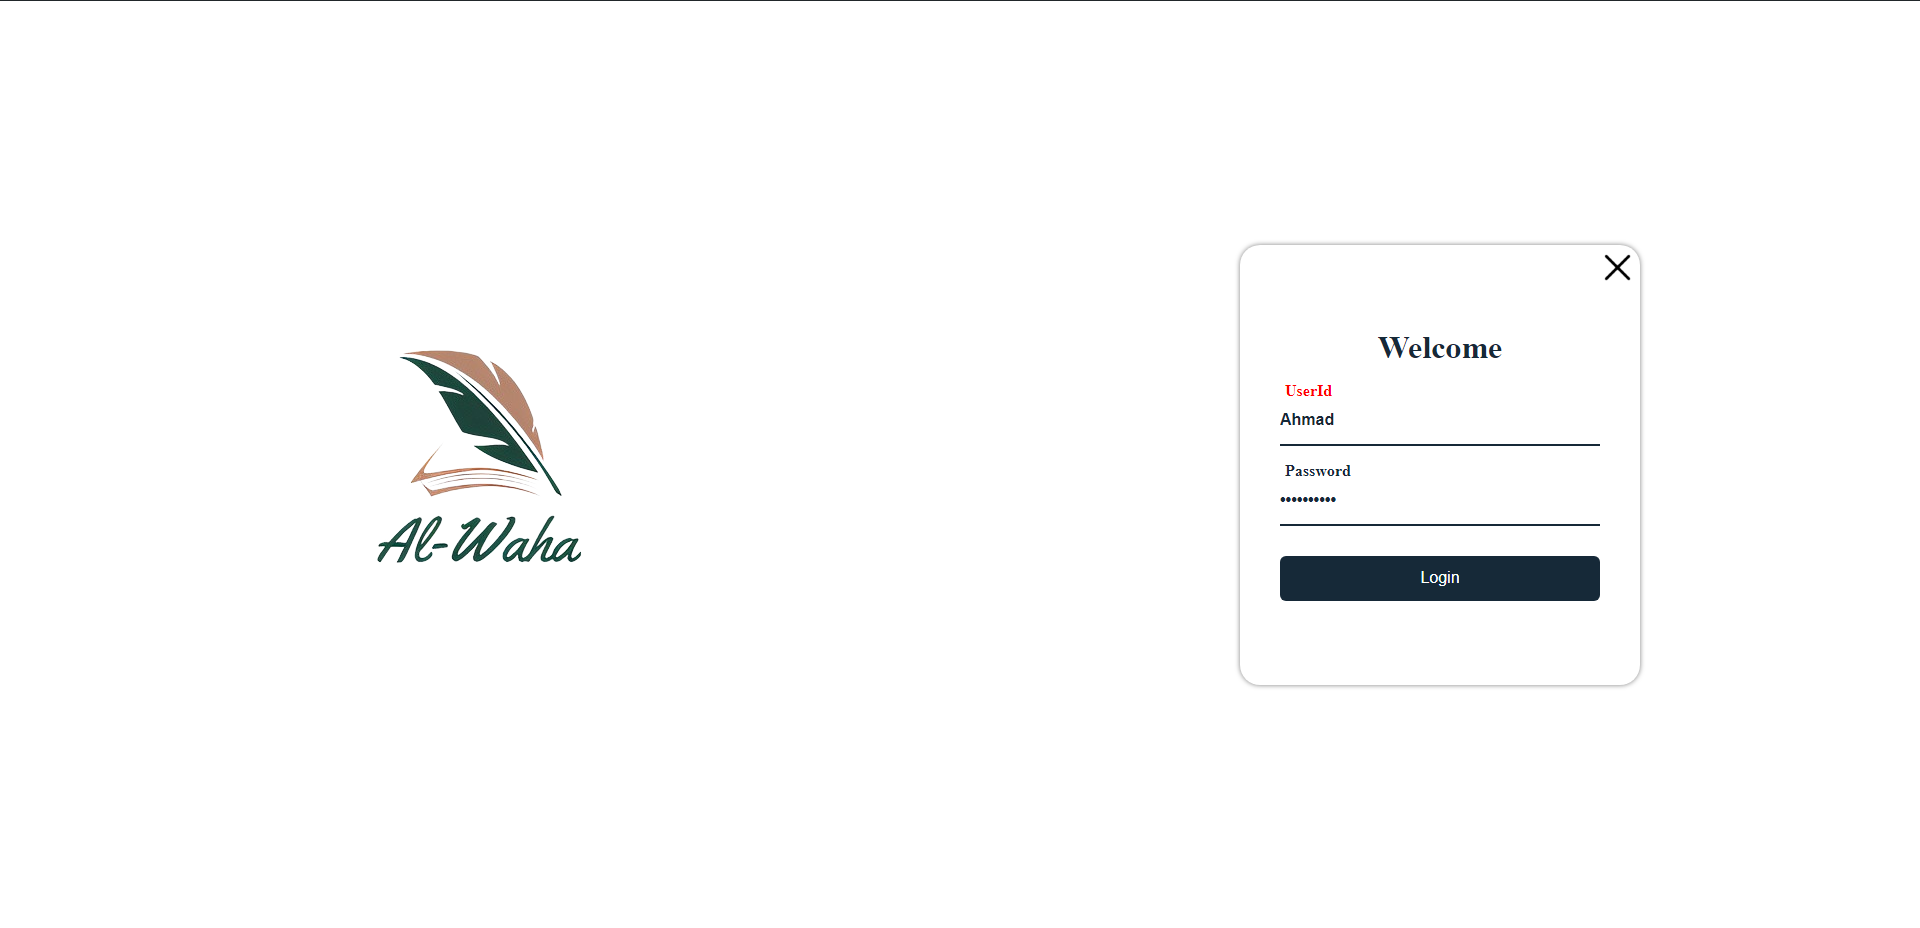 Al-Waha
Welcome
UserId
Ahmad
Password
••••••••••
Login